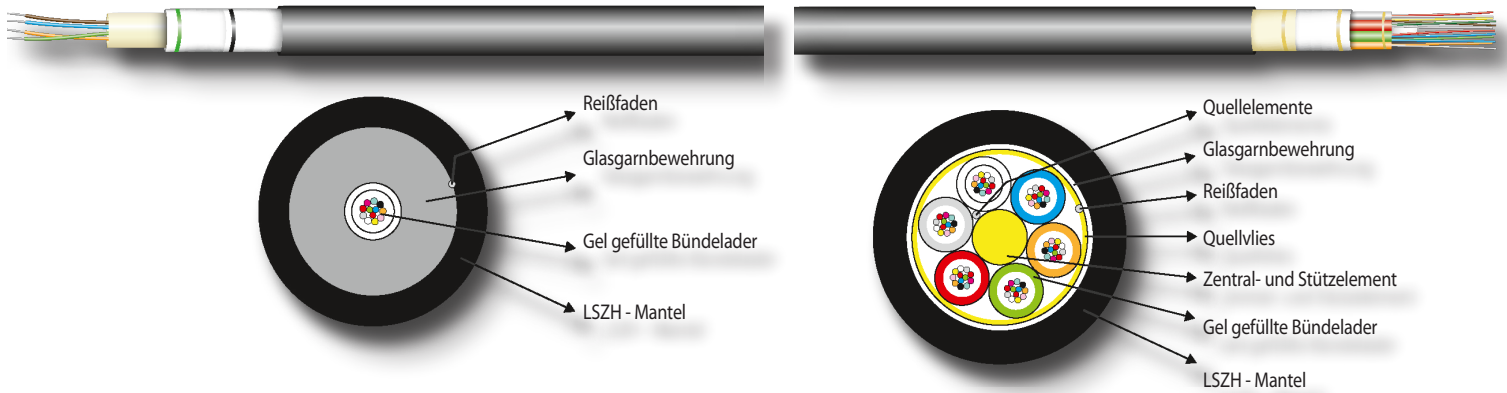 Reißfaden
Glasgarnbewehrung
Gel gefüllte Bündelader
LSZH - Mantel
Quellelemente
Glasgarnbewehrung
Reißfaden
Quellvlies
Zentral- und Stützelement
Gel gefüllte Bündelader
LSZH - Mantel